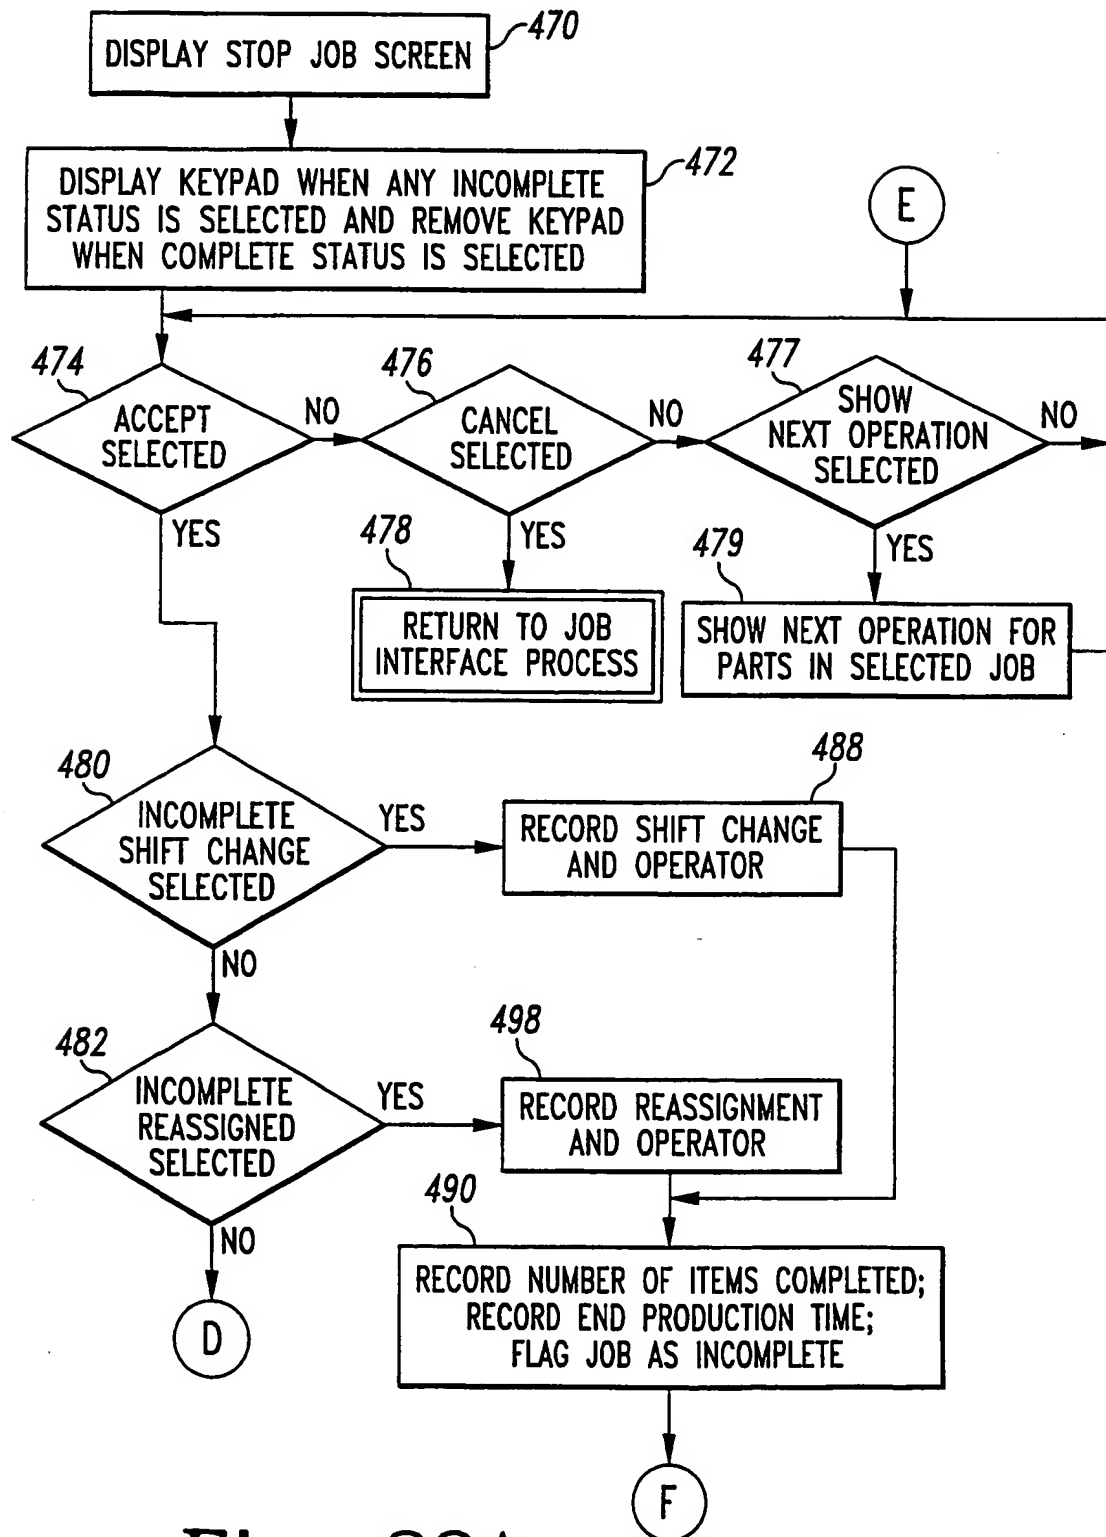 470
DISPLAY STOP JOB SCREEN
472
DISPLAY KEYPAD WHEN ANY INCOMPLETE
STATUS IS SELECTED AND REMOVE KEYPAD
WHEN COMPLETE STATUS IS SELECTED
E
474
ACCEPT
SELECTED
NO
YES
476
CANCEL
SELECTED
NO
YES
477
SHOW
NEXT OPERATION
SELECTED
NO
YES
478
RETURN TO JOB
INTERFACE PROCESS
479
SHOW NEXT OPERATION FOR
PARTS IN SELECTED JOB
480
INCOMPLETE
SHIFT CHANGE
SELECTED
YES
NO
488
RECORD SHIFT CHANGE
AND OPERATOR
482
INCOMPLETE
REASSIGNED
SELECTED
YES
NO
498
RECORD REASSIGNMENT
AND OPERATOR
490
RECORD NUMBER OF ITEMS COMPLETED;
RECORD END PRODUCTION TIME;
FLAG JOB AS INCOMPLETE
D
F